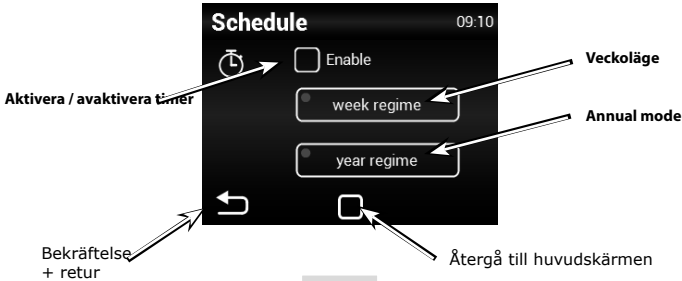 Schedule 09:10
Enable
Veckoläge
Aktivera / avaktivera timer
week regime
Annual mode
year regime
Bekräftelse
+ retur
Återgå till huvudskärmen